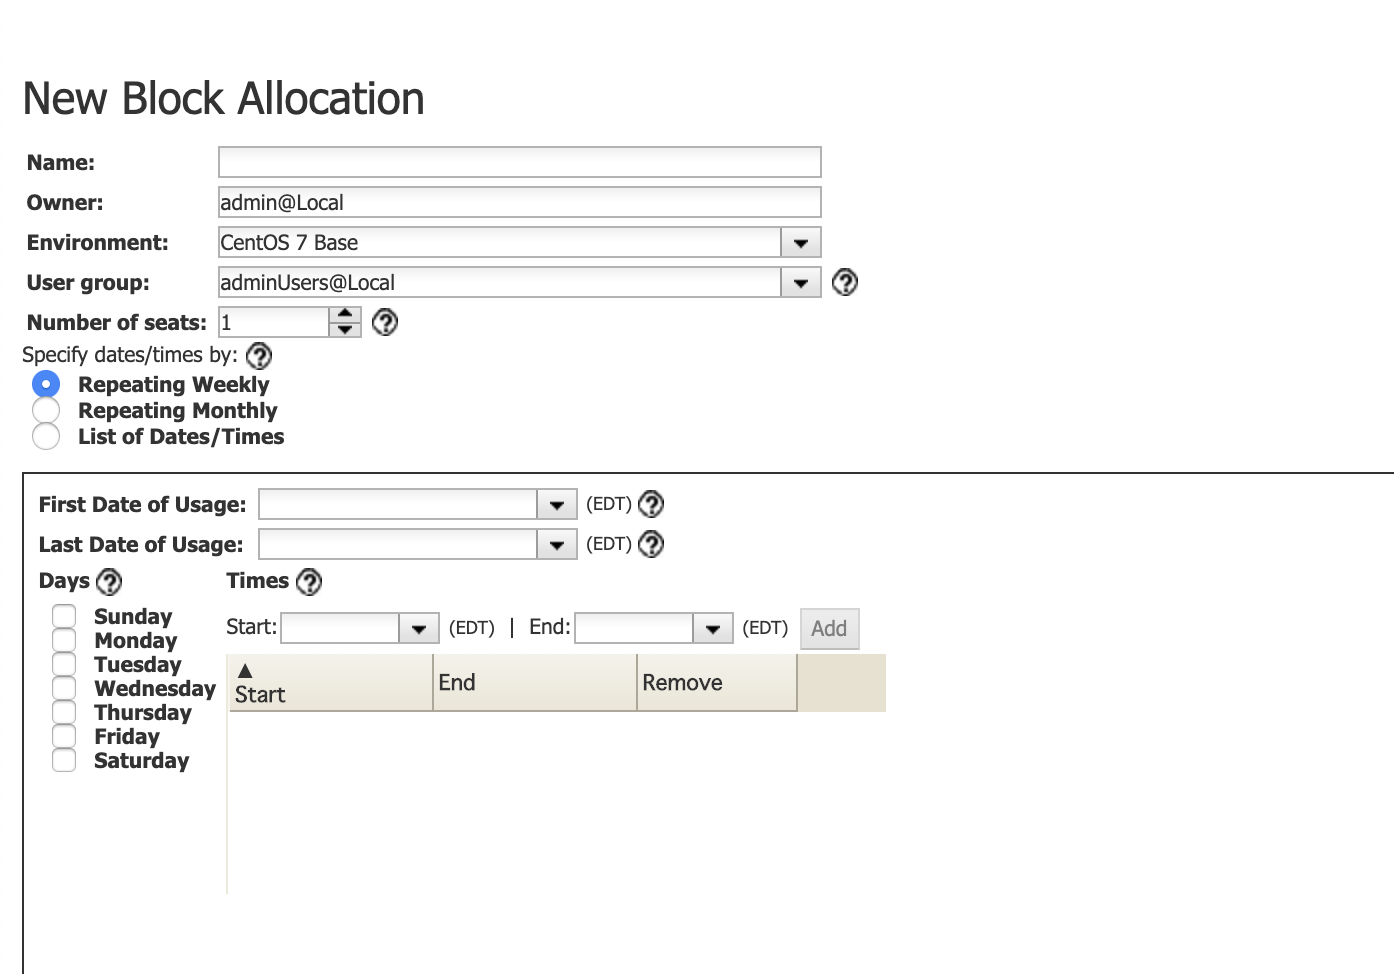 New Block Allocation
Name:
Owner: admin@Local
Environment: CentOS 7 Base
User group: adminUsers@Local
Number of seats: 1
Specify dates/times by:
Repeating Weekly
Repeating Monthly
List of Dates/Times
First Date of Usage: (EDT)
Last Date of Usage: (EDT)
Days Times
Sunday
Monday
Tuesday
Wednesday
Thursday
Friday
Saturday
Start: (EDT) | End: (EDT) Add
Start End Remove